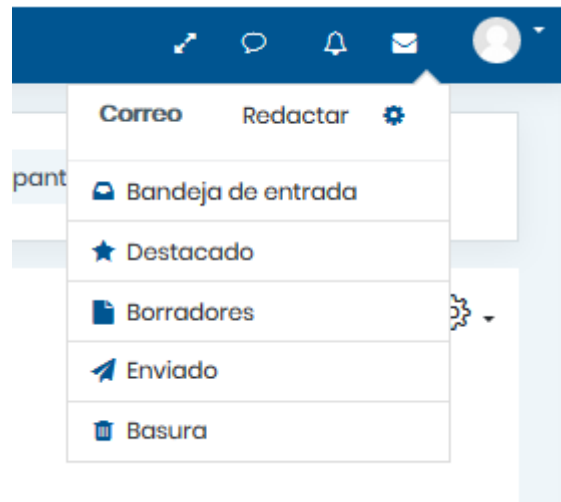 Correo Redactar
pant
Bandeja de entrada
Destacado
Borradores
Enviado
Basura